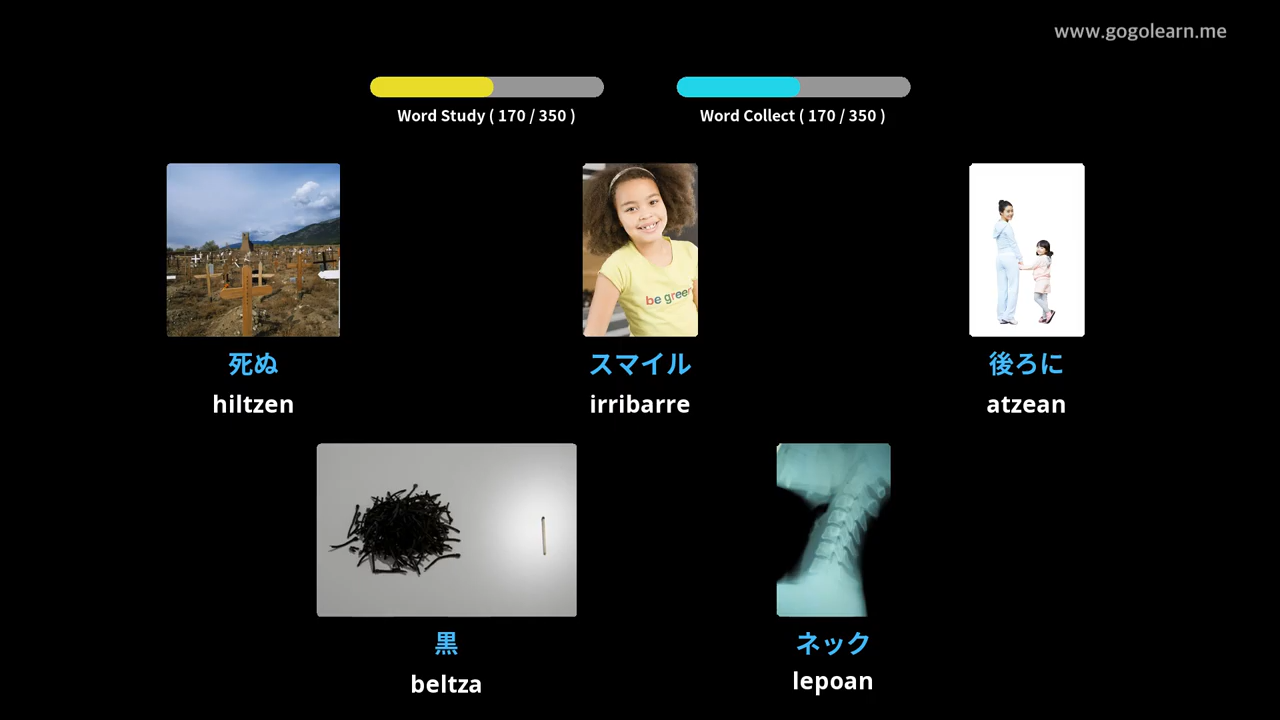 www.gogolearn.me
Word Study ( 170 / 350 )
Word Collect ( 170 / 350 )
be green
死ぬ
スマイル
後ろに
hiltzen
irribarre
atzean
黒
ネック
beltza
lepoan